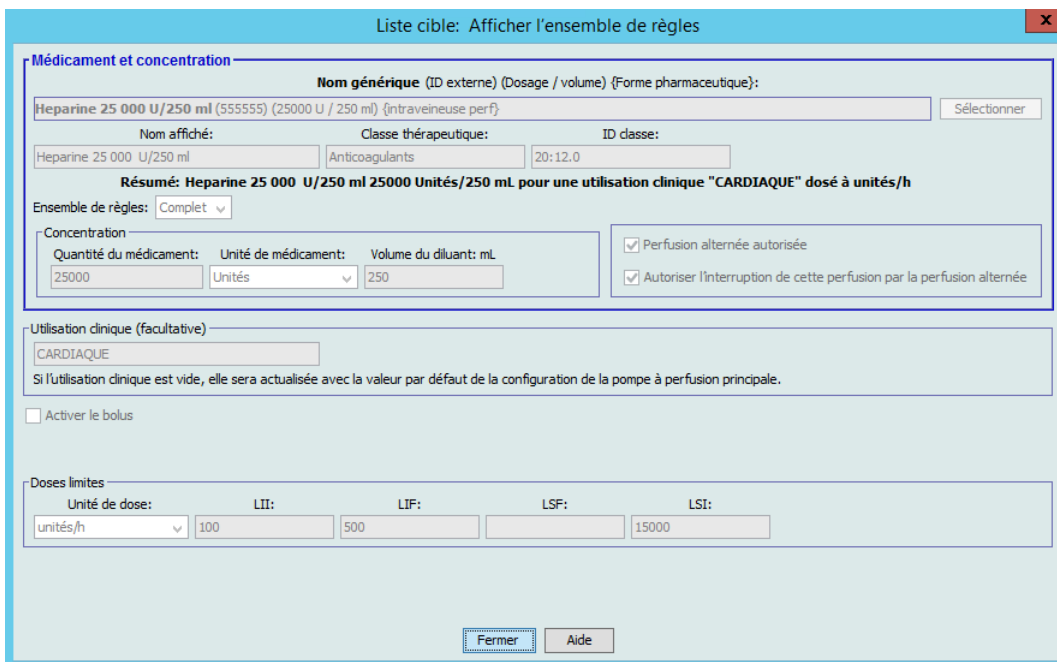 Liste cible: Afficher l'ensemble de règles
x
Médicament et concentration
Nom générique (ID externe) (Dosage / volume) {Forme pharmaceutique}:
Heparine 25 000 U/250 ml (555555) (25000 U / 250 ml) {intraveineuse perf}
Sélectionner
Nom affiché: Classe thérapeutique: ID classe:
Heparine 25 000 U/250 ml Anticoagulants 20:12.0
Résumé: Heparine 25 000 U/250 ml 25000 Unités/250 mL pour une utilisation clinique "CARDIAQUE" dosé à unités/h
Ensemble de règles: Complet
Concentration
Quantité du médicament: Unité de médicament: Volume du diluant: mL
25000 Unités 250
Perfusion alternée autorisée
Autoriser l'interruption de cette perfusion par la perfusion alternée
Utilisation clinique (facultative)
CARDIAQUE
Si l'utilisation clinique est vide, elle sera actualisée avec la valeur par défaut de la configuration de la pompe à perfusion principale.
Activer le bolus
Doses limites
Unité de dose: LII: LIF: LSF: LSI:
unités/h 100 500 15000
Fermer Aide